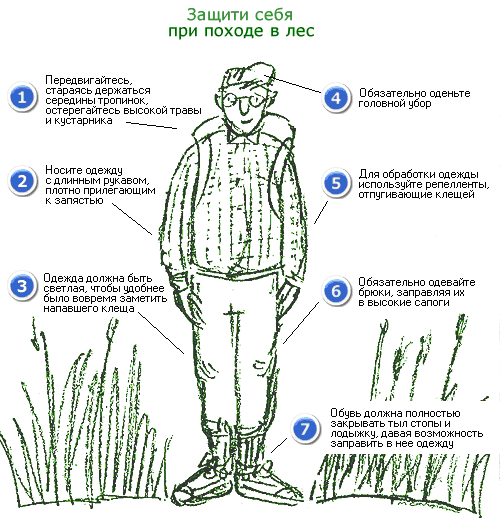 Защити себя
при походе в лес
1
Передвигайтесь,
стараясь держаться
середины тропинок,
остерегайтесь высокой травы
и кустарника
2
Носите одежду
с длинным рукавом,
плотно прилегающим
к запястью
3
Одежда должна быть
светлая, чтобы удобнее
было вовремя заметить
напавшего клеща
4
Обязательно оденьте
головной убор
5
Для обработки одежды
используйте репелленты,
отпугивающие клещей
6
Обязательно одевайте
брюки, заправляя их
в высокие сапоги
7
Обувь должна полностью
закрывать тыл стопы и
лодыжку, давая возможность
заправить в нее одежду